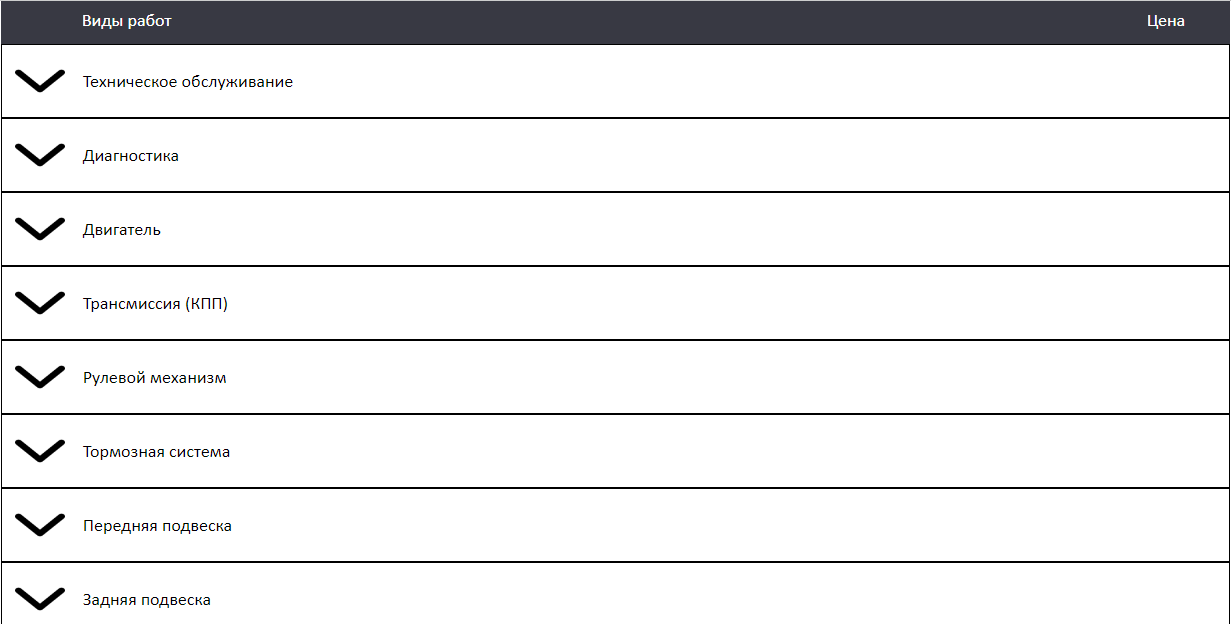 Виды работ Цена
Техническое обслуживание
Диагностика
Двигатель
Трансмиссия (КПП)
Рулевой механизм
Тормозная система
Передняя подвеска
Задняя подвеска